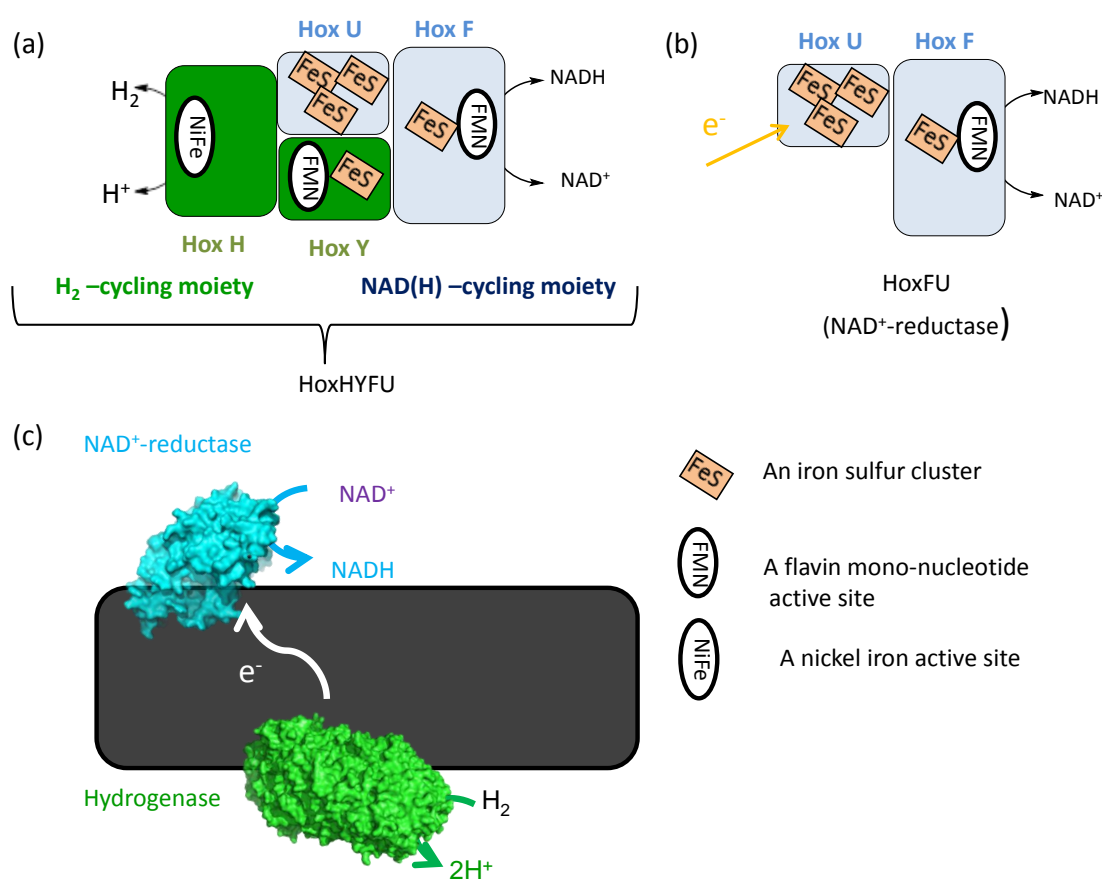 (a)
Hox U
Hox F
H₂
H⁺
NiFe
FeS
FeS
FeS
FMN
FeS
FeS
FMN
NADH
NAD⁺
Hox H
Hox Y
H₂ –cycling moiety
NAD(H) –cycling moiety
HoxHYFU
(b)
Hox U
Hox F
e⁻
FeS
FeS
FeS
FeS
FMN
NADH
NAD⁺
HoxFU
(NAD⁺-reductase)
(c)
NAD⁺-reductase
NAD⁺
NADH
e⁻
Hydrogenase
H₂
2H⁺
FeS
An iron sulfur cluster
FMN
A flavin mono-nucleotide
active site
NiFe
A nickel iron active site